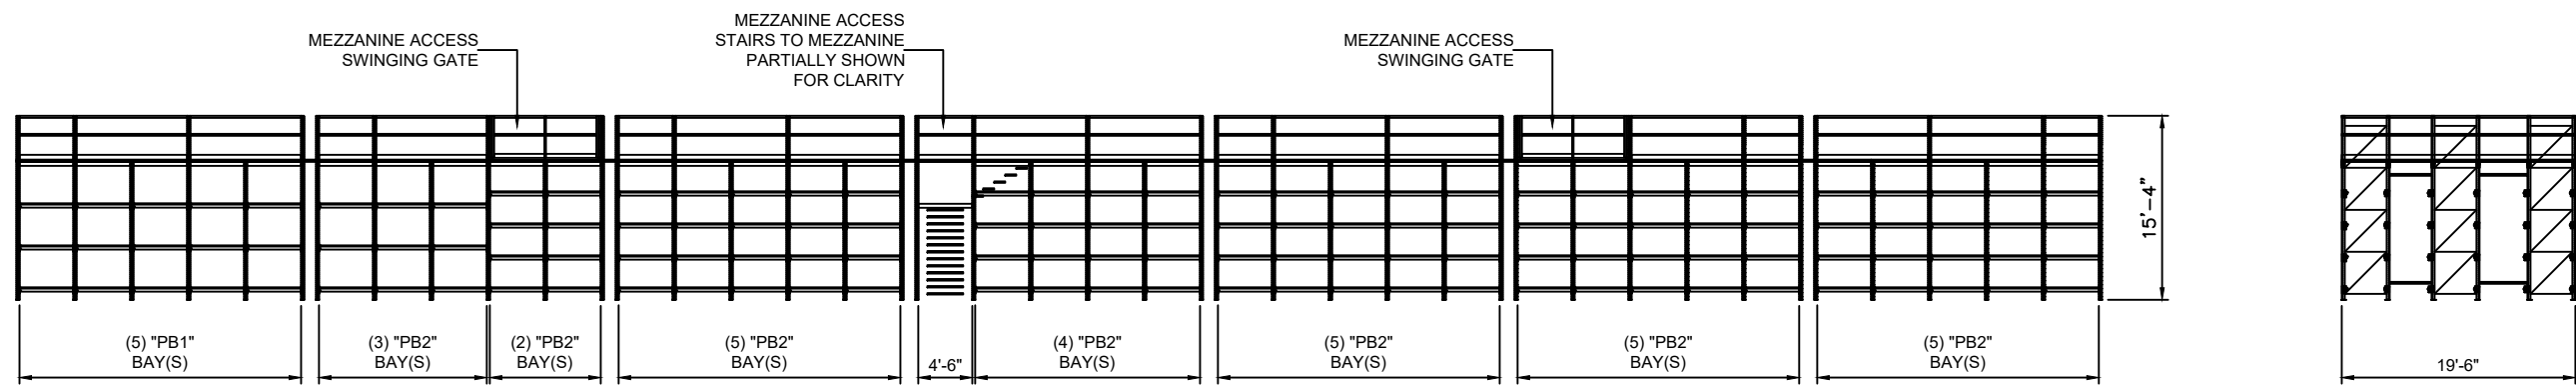 MEZZANINE ACCESS
SWINGING GATE
MEZZANINE ACCESS
STAIRS TO MEZZANINE
PARTIALLY SHOWN
FOR CLARITY
MEZZANINE ACCESS
SWINGING GATE
15'-4"
(5) "PB1"
BAY(S)
(3) "PB2"
BAY(S)
(2) "PB2"
BAY(S)
(5) "PB2"
BAY(S)
4'-6"
(4) "PB2"
BAY(S)
(5) "PB2"
BAY(S)
(5) "PB2"
BAY(S)
(5) "PB2"
BAY(S)
19'-6"